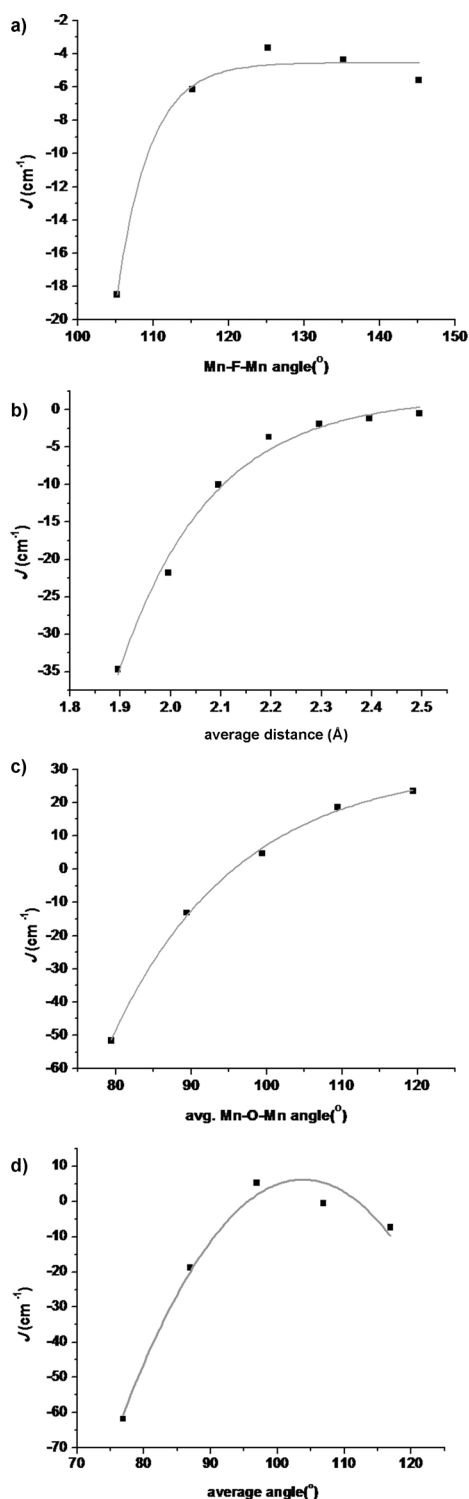 a)
-2
-4
-6
-8
-10
-12
-14
-16
-18
-20
J (cm⁻¹)
100 110 120 130 140 150
Mn-F-Mn angle(°)
b)
0
-5
-10
-15
-20
-25
-30
-35
J (cm⁻¹)
1.8 1.9 2.0 2.1 2.2 2.3 2.4 2.5
average distance (Å)
c)
30
20
10
0
-10
-20
-30
-40
-50
-60
J (cm⁻¹)
80 90 100 110 120
avg. Mn-O-Mn angle(°)
d)
10
0
-10
-20
-30
-40
-50
-60
-70
J (cm⁻¹)
70 80 90 100 110 120
average angle(°)